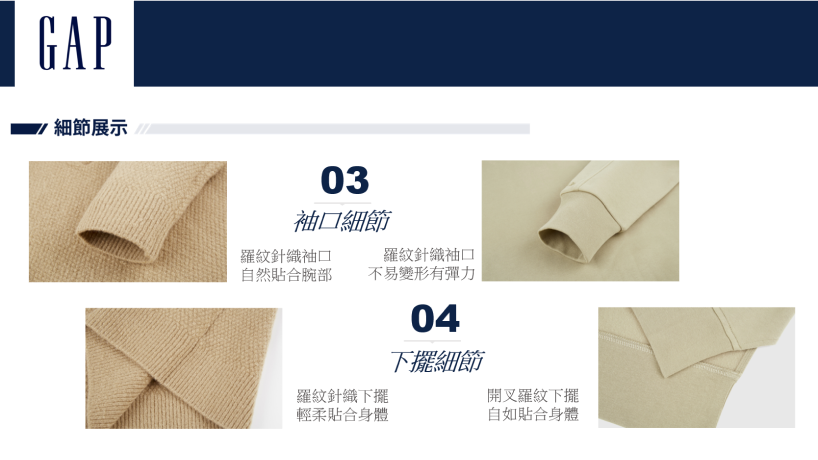 GAP
細節展示
03
袖口細節
羅紋針織袖口
自然貼合腕部
羅紋針織袖口
不易變形有彈力
04
下擺細節
羅紋針織下擺
輕柔貼合身體
開叉羅紋下擺
自如貼合身體